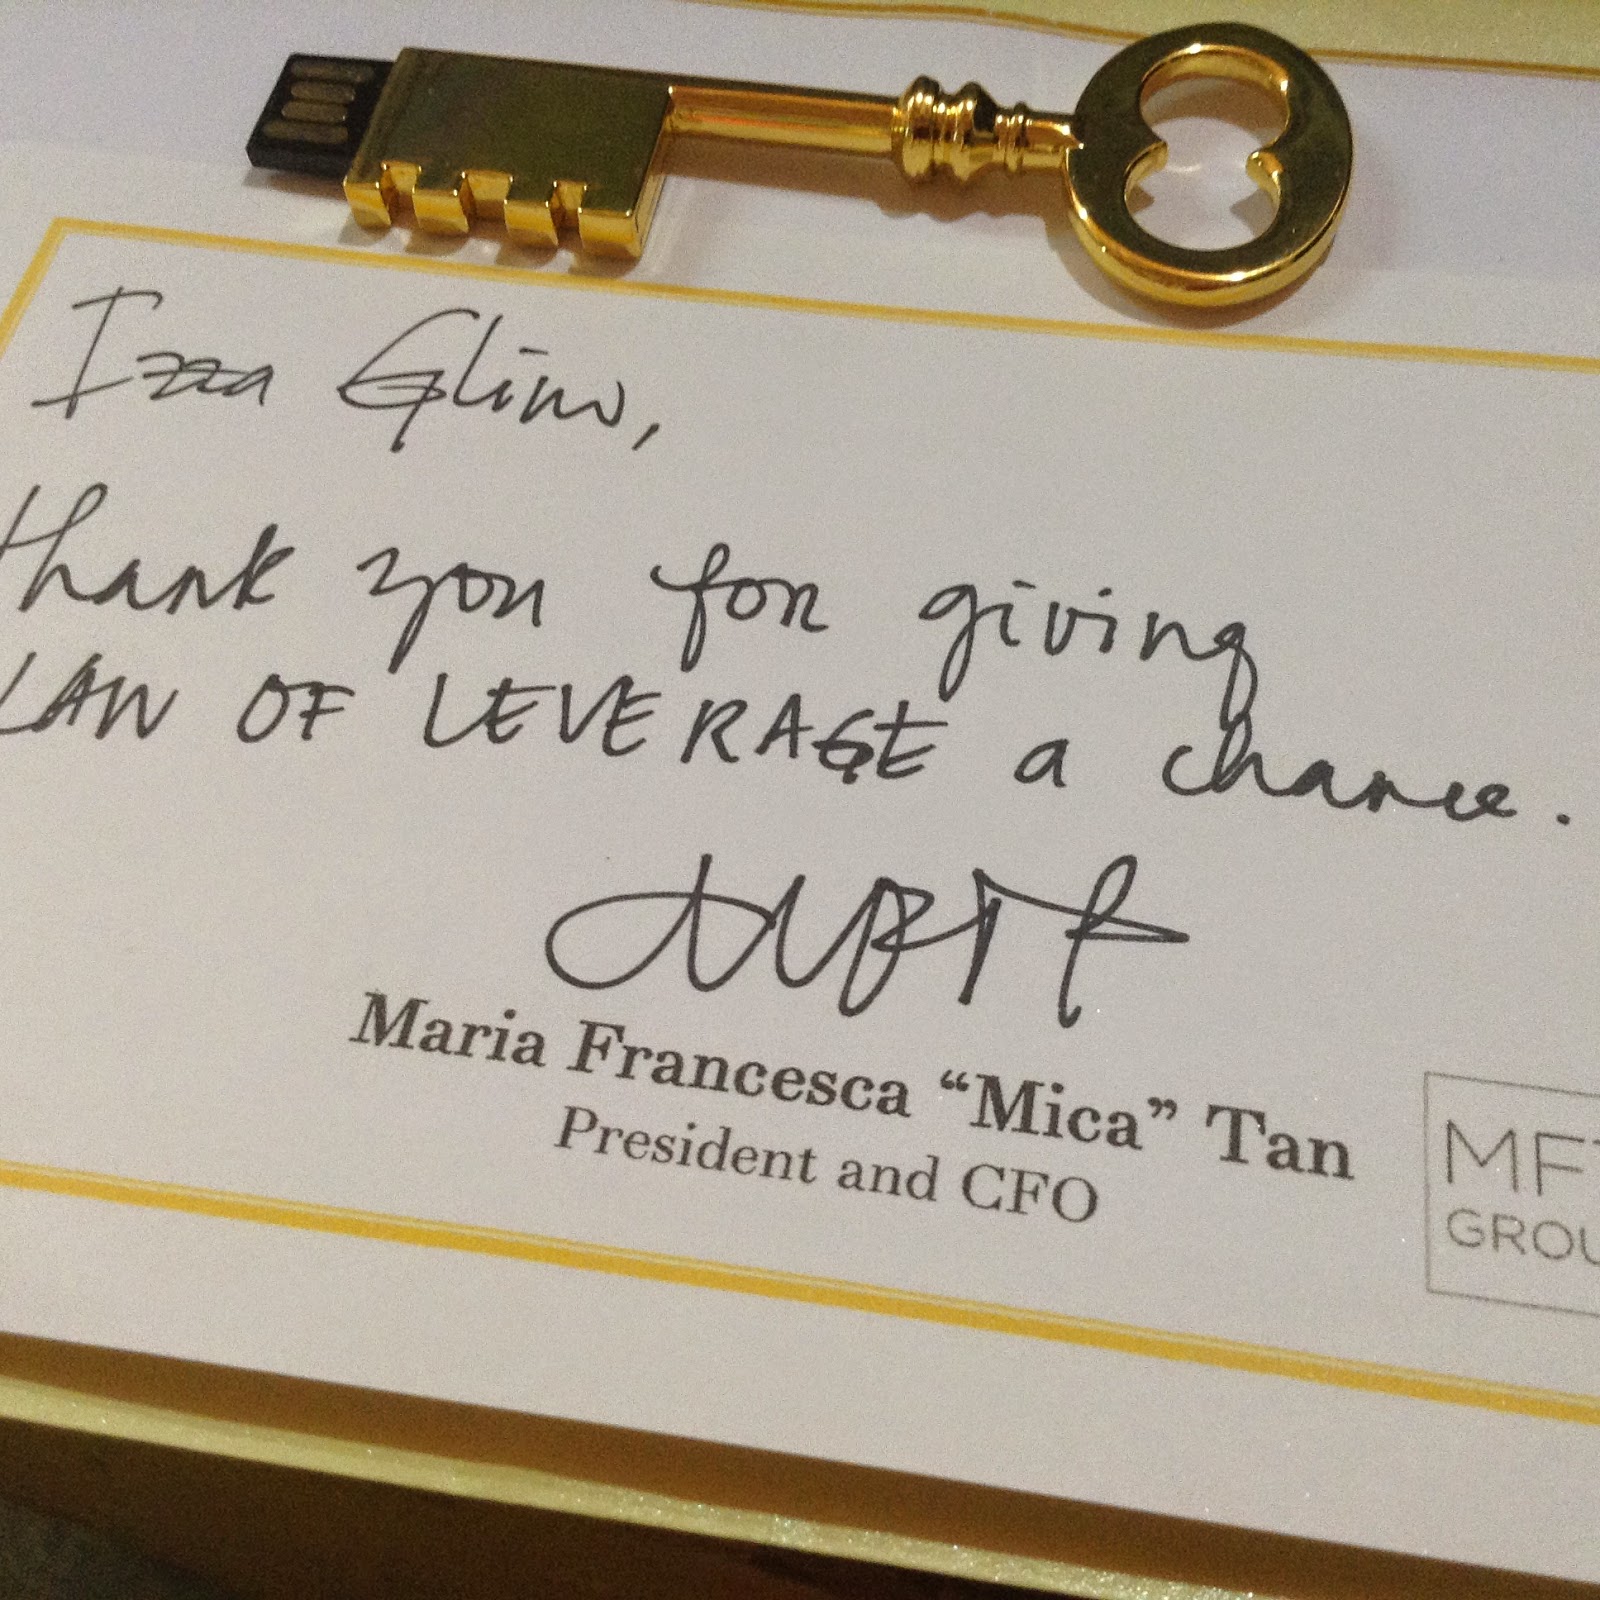 Izza Glino,
Thank you for giving
LAW OF LEVERAGE a chance.
Maria Francesca “Mica” Tan
President and CFO
MFT
GROU